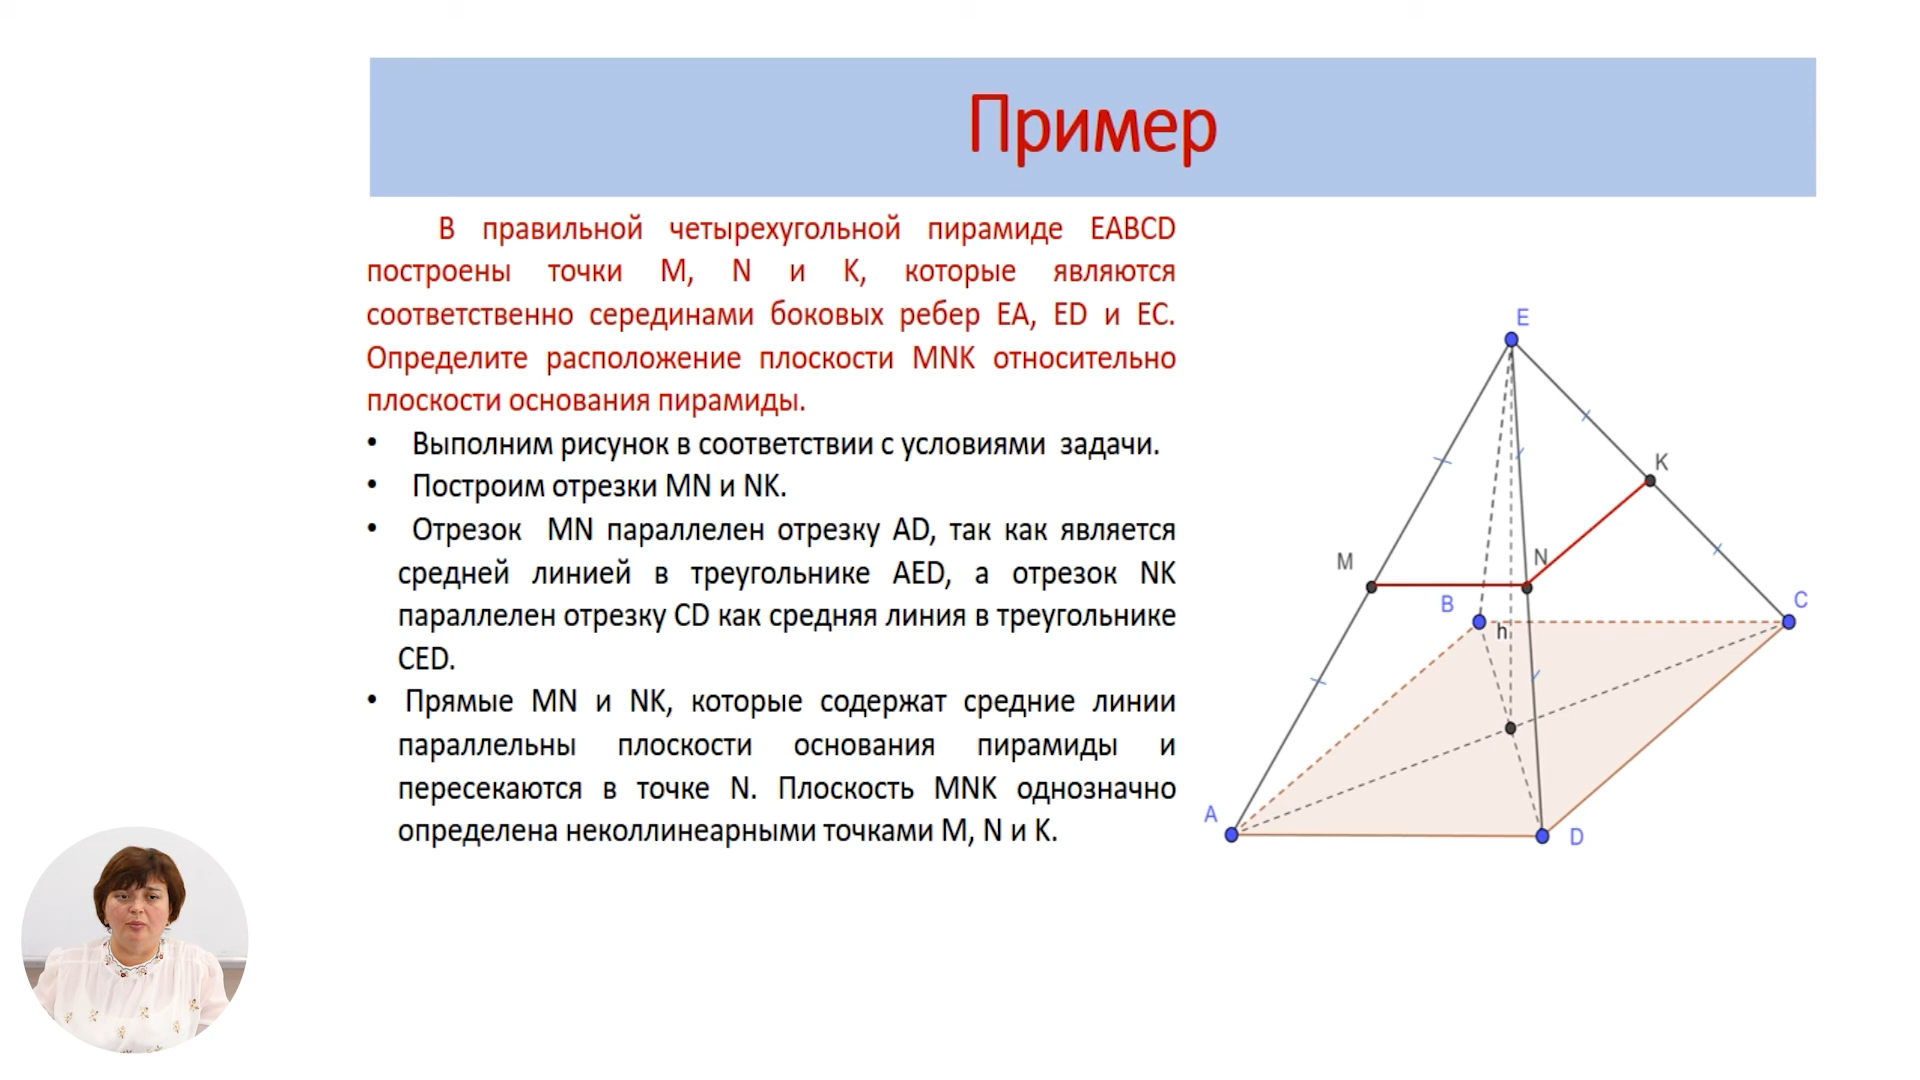 Пример
В правильной четырехугольной пирамиде EABCD
построены точки M, N и K, которые являются
соответственно серединами боковых ребер EA, ED и EC.
Определите расположение плоскости MNK относительно
плоскости основания пирамиды.
• Выполним рисунок в соответствии с условиями задачи.
• Построим отрезки MN и NK.
• Отрезок MN параллелен отрезку AD, так как является
средней линией в треугольнике AED, а отрезок NK
параллелен отрезку CD как средняя линия в треугольнике
CED.
• Прямые MN и NK, которые содержат средние линии
параллельны плоскости основания пирамиды и
пересекаются в точке N. Плоскость MNK однозначно
определена неколлинеарными точками M, N и K.
E
K
M
N
B
C
h
A
D